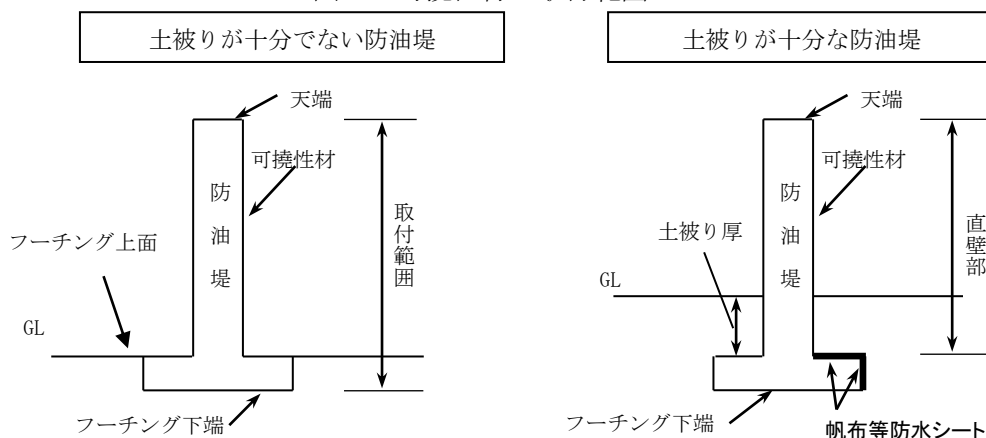 土被りが十分でない防油堤
天端
可撓性材
防油堤
取付範囲
フーチング上面
GL
フーチング下端
土被りが十分な防油堤
天端
可撓性材
防油堤
土被り厚
直壁部
GL
フーチング下端
帆布等防水シート